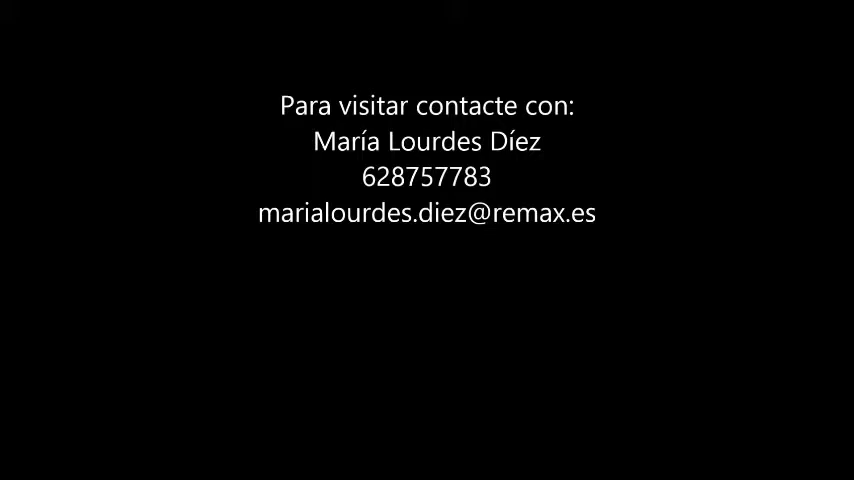 Para visitar contacte con:
María Lourdes Díez
628757783
marialourdes.diez@remax.es